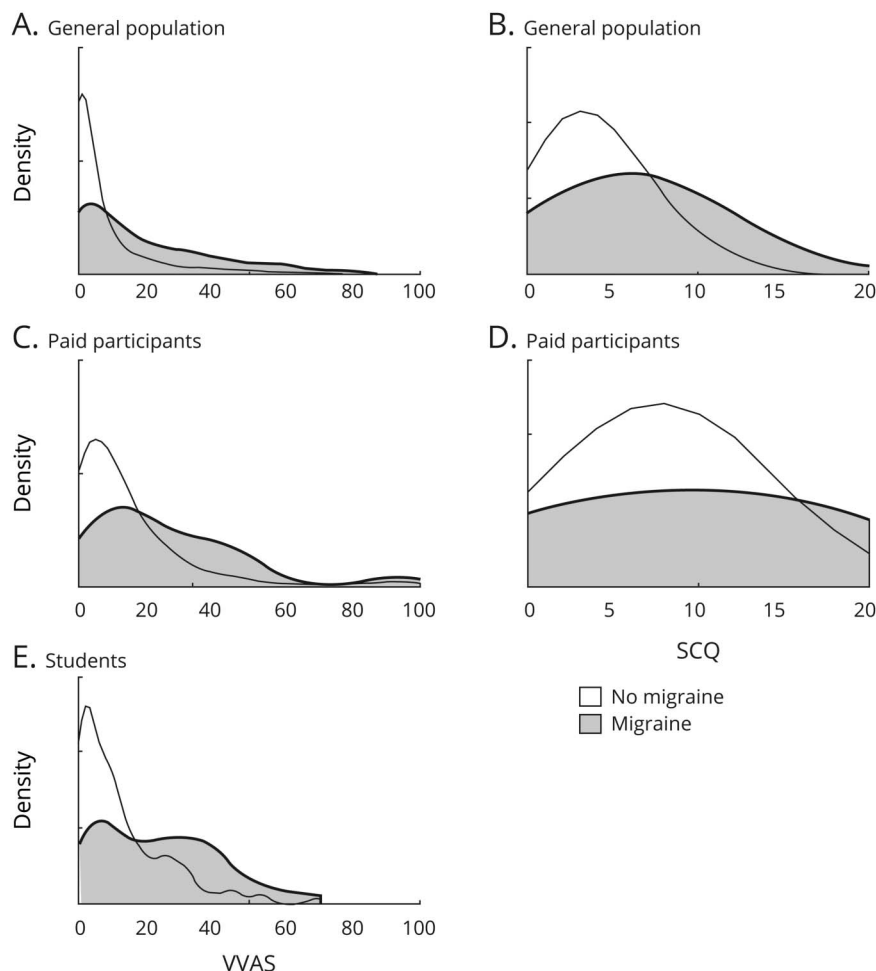 A. General population
Density
0 20 40 60 80 100
B. General population
0 5 10 15 20
C. Paid participants
Density
0 20 40 60 80 100
D. Paid participants
0 5 10 15 20
SCQ
No migraine
Migraine
E. Students
Density
0 20 40 60 80 100
VVAS